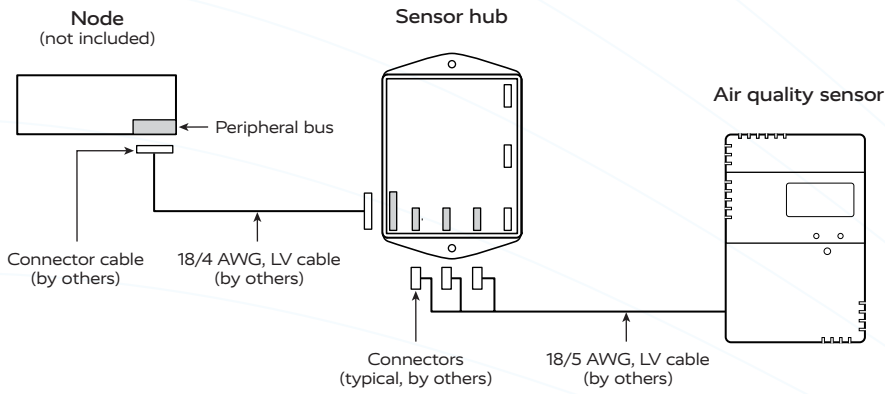 Node
(not included)
Sensor hub
Air quality sensor
Peripheral bus
Connector cable
(by others)
18/4 AWG, LV cable
(by others)
Connectors
(typical, by others)
18/5 AWG, LV cable
(by others)